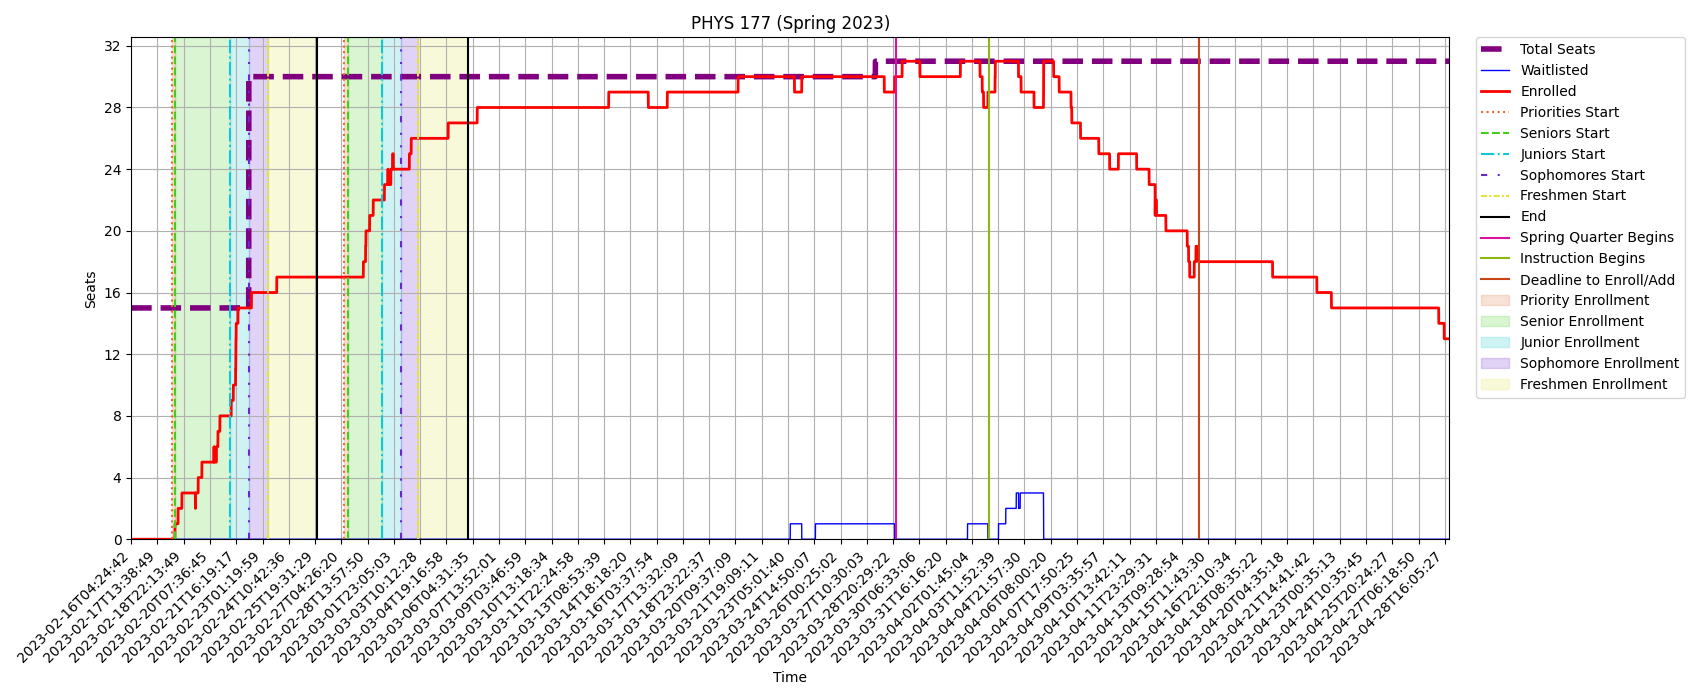 PHYS 177 (Spring 2023)
Seats
32
28
24
20
16
12
8
4
0
2023-02-16T04:24:42
2023-02-17T13:38:49
2023-02-18T22:13:49
2023-02-20T07:36:45
2023-02-21T16:19:17
2023-02-23T01:19:59
2023-02-24T10:42:36
2023-02-25T19:31:29
2023-02-27T04:26:20
2023-02-28T13:57:50
2023-03-01T23:05:03
2023-03-03T10:12:28
2023-03-04T19:16:58
2023-03-06T04:31:35
2023-03-07T13:52:01
2023-03-09T03:46:59
2023-03-10T13:18:34
2023-03-11T22:24:58
2023-03-13T08:53:39
2023-03-14T18:18:20
2023-03-16T03:37:54
2023-03-17T13:32:09
2023-03-18T22:22:37
2023-03-20T09:37:09
2023-03-21T19:09:11
2023-03-23T05:01:40
2023-03-24T14:50:07
2023-03-26T00:25:02
2023-03-27T10:30:03
2023-03-28T20:29:22
2023-03-30T06:33:06
2023-03-31T16:16:20
2023-04-02T01:45:04
2023-04-03T11:52:39
2023-04-04T21:57:30
2023-04-06T08:00:20
2023-04-07T17:50:25
2023-04-09T03:35:57
2023-04-10T13:42:11
2023-04-11T23:29:31
2023-04-13T09:28:54
2023-04-15T11:43:30
2023-04-16T22:10:34
2023-04-18T08:35:22
2023-04-20T04:35:18
2023-04-21T14:41:42
2023-04-23T00:35:13
2023-04-24T10:35:45
2023-04-25T20:24:27
2023-04-27T06:18:50
2023-04-28T16:05:27
Time
Total Seats
Waitlisted
Enrolled
Priorities Start
Seniors Start
Juniors Start
Sophomores Start
Freshmen Start
End
Spring Quarter Begins
Instruction Begins
Deadline to Enroll/Add
Priority Enrollment
Senior Enrollment
Junior Enrollment
Sophomore Enrollment
Freshmen Enrollment